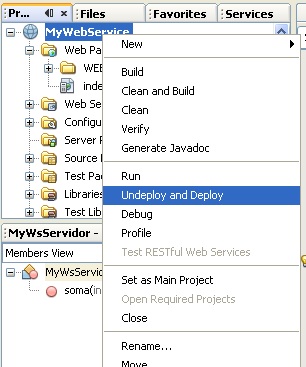 Pr... Files Favorites Services
MyWebService
Web Pa
WEB
inde
Web Se
Configu
Server R
Source
Test Pac
Libraries
Test Lib
New
Build
Clean and Build
Clean
Verify
Generate Javadoc
Run
Undeploy and Deploy
Debug
Profile
Test RESTful Web Services
Set as Main Project
Open Required Projects
Close
Rename...
Move
MyWsServidor -
Members View
MyWsServido
soma(in